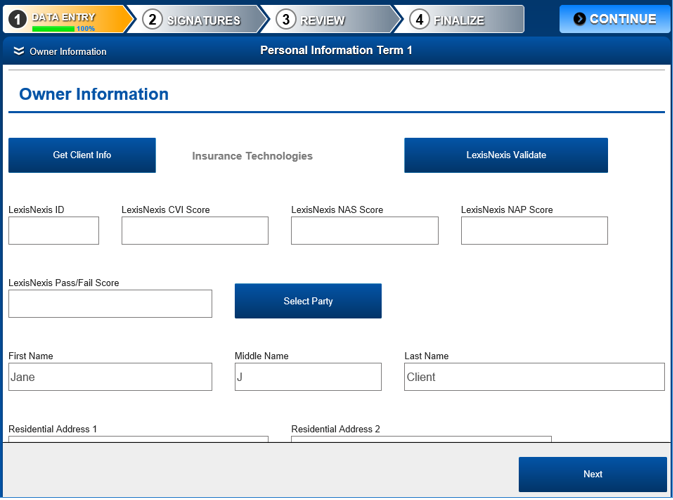 1 DATA ENTRY 100% 2 SIGNATURES 3 REVIEW 4 FINALIZE CONTINUE
Owner Information Personal Information Term 1
Owner Information
Get Client Info Insurance Technologies LexisNexis Validate
LexisNexis ID LexisNexis CVI Score LexisNexis NAS Score LexisNexis NAP Score
LexisNexis Pass/Fail Score
Select Party
First Name Middle Name Last Name
Jane J Client
Residential Address 1 Residential Address 2
Next